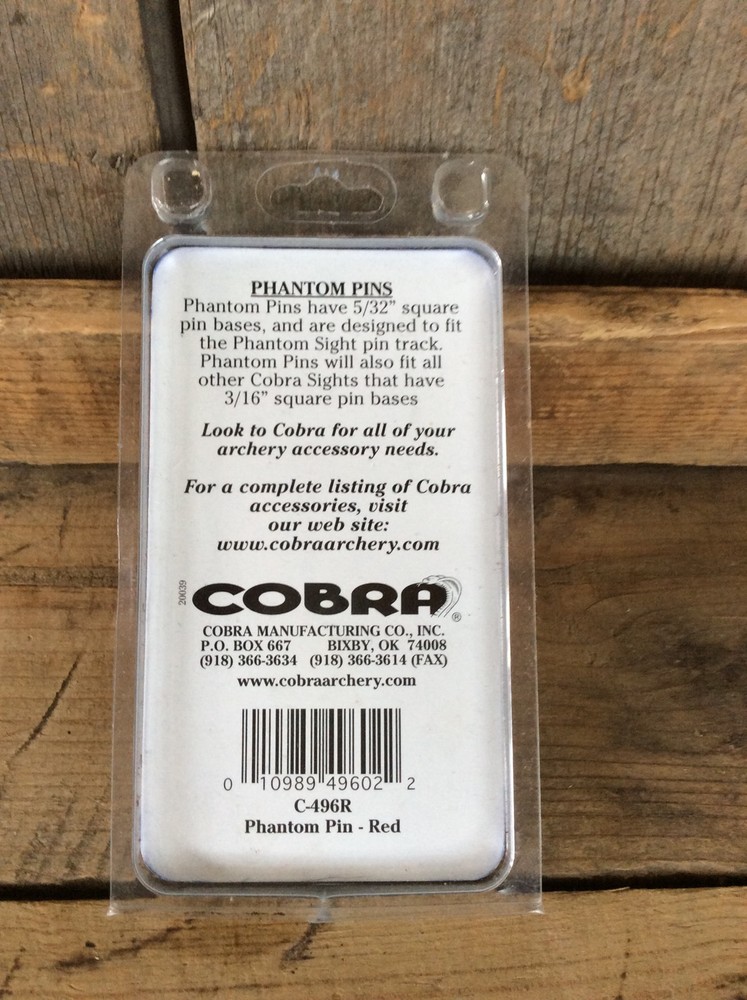 PHANTOM PINS
Phantom Pins have 5/32" square
pin bases, and are designed to fit
the Phantom Sight pin track.
Phantom Pins will also fit all
other Cobra Sights that have
3/16" square pin bases
Look to Cobra for all of your
archery accessory needs.
For a complete listing of Cobra
accessories, visit
our web site:
www.cobraarchery.com
20039
COBRA®
COBRA MANUFACTURING CO., INC.
P.O. BOX 667 BIXBY, OK 74008
(918) 366-3634 (918) 366-3614 (FAX)
www.cobraarchery.com
0 10989 49602 2
C-496R
Phantom Pin - Red